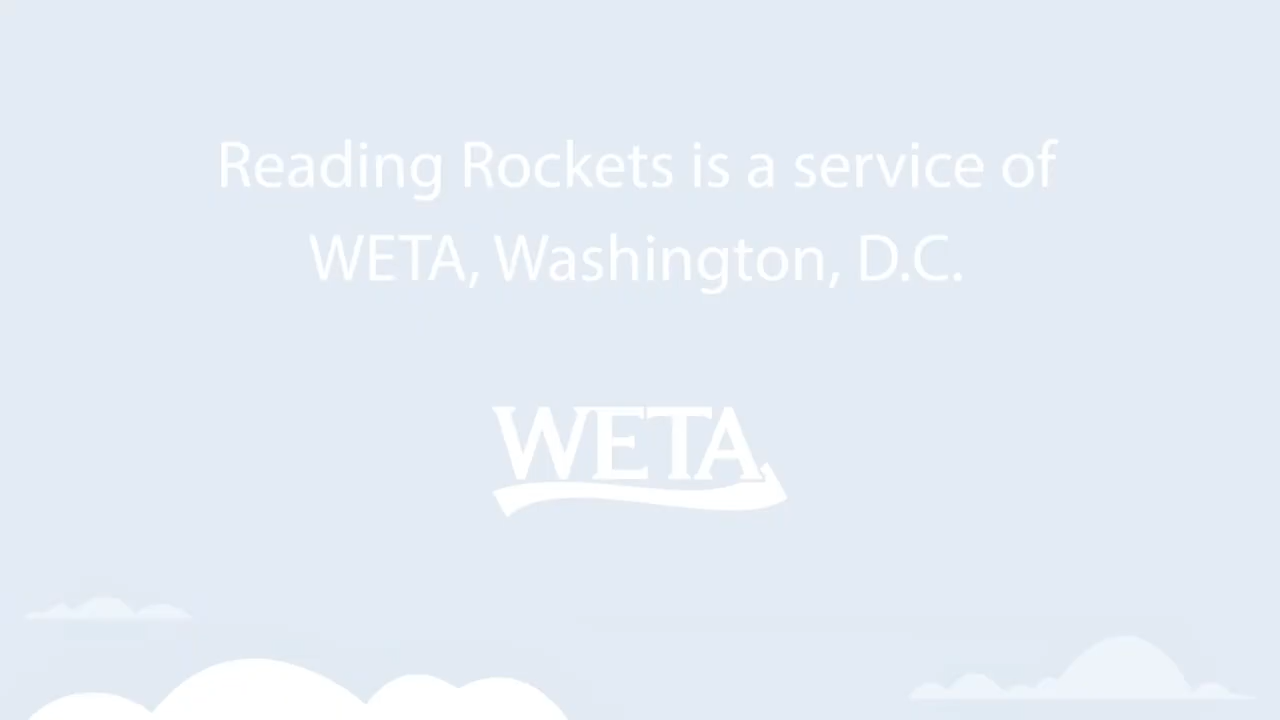 Reading Rockets is a service of
WETA, Washington, D.C.
WETA